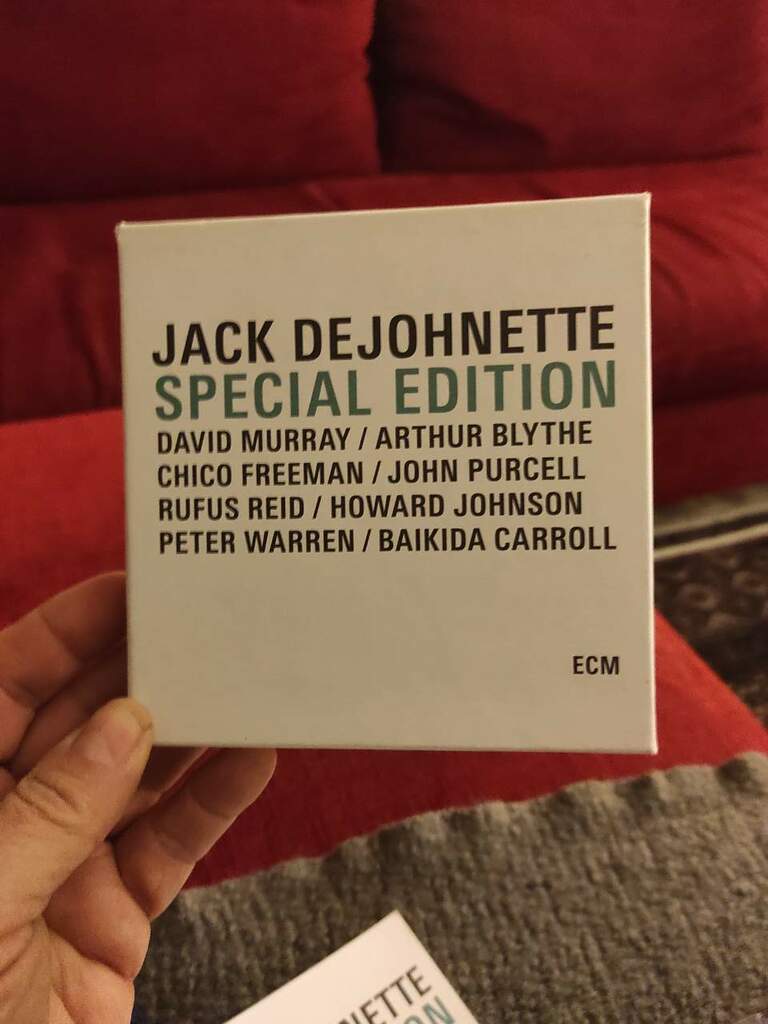 JACK DEJOHNETTE
SPECIAL EDITION
DAVID MURRAY / ARTHUR BLYTHE
CHICO FREEMAN / JOHN PURCELL
RUFUS REID / HOWARD JOHNSON
PETER WARREN / BAIKIDA CARROLL
ECM